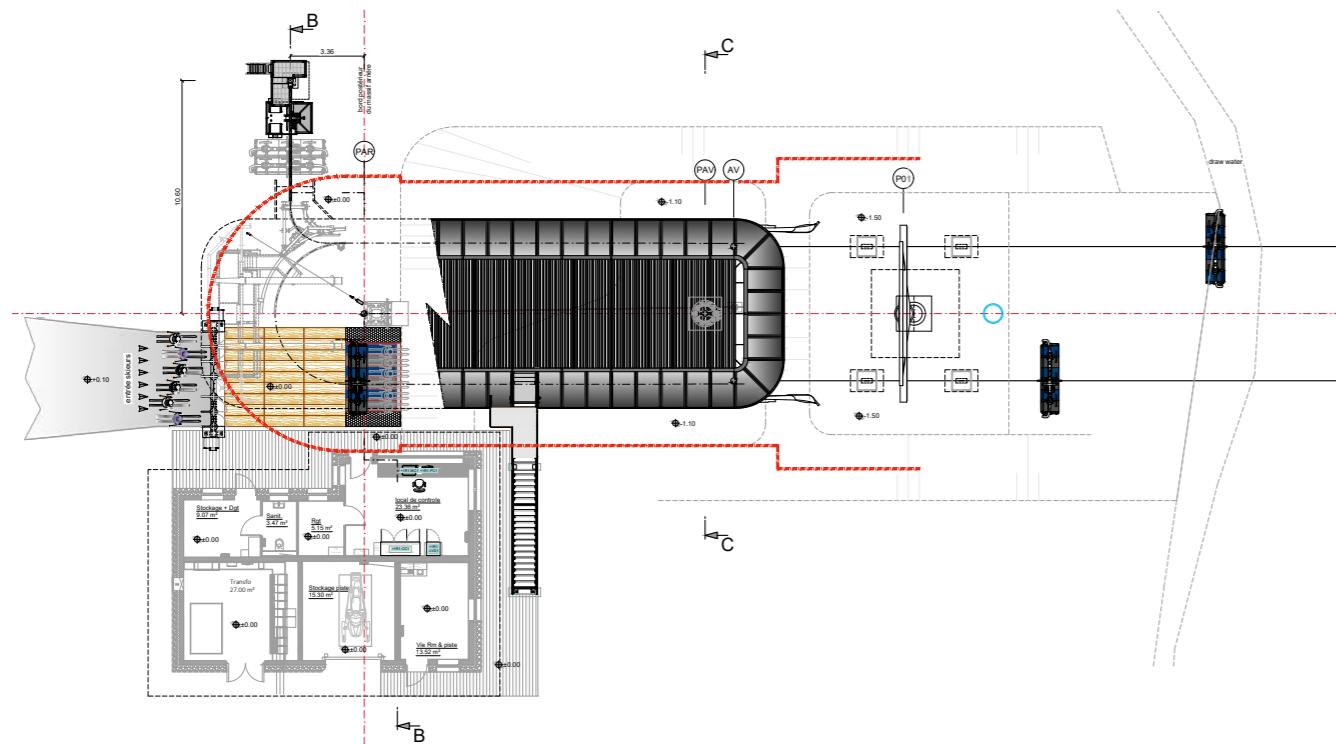 B
C
3.36
bord postérieur
du massif arrière
10.60
PAR
PAV
AV
P01
draw water
±0.00
-1.10
-1.50
+0.10
entrée skieurs
±0.00
-1.50
-1.10
±0.00
Stockage + Dgt
9.07 m²
±0.00
Sanit.
3.47 m²
Rgt
5.15 m²
±0.00
local de controle
23.36 m²
±0.00
C
Transfo
27.00 m²
±0.00
Stockage piste
15.30 m²
±0.00
±0.00
Vie Rm & piste
13.52 m²
±0.00
B